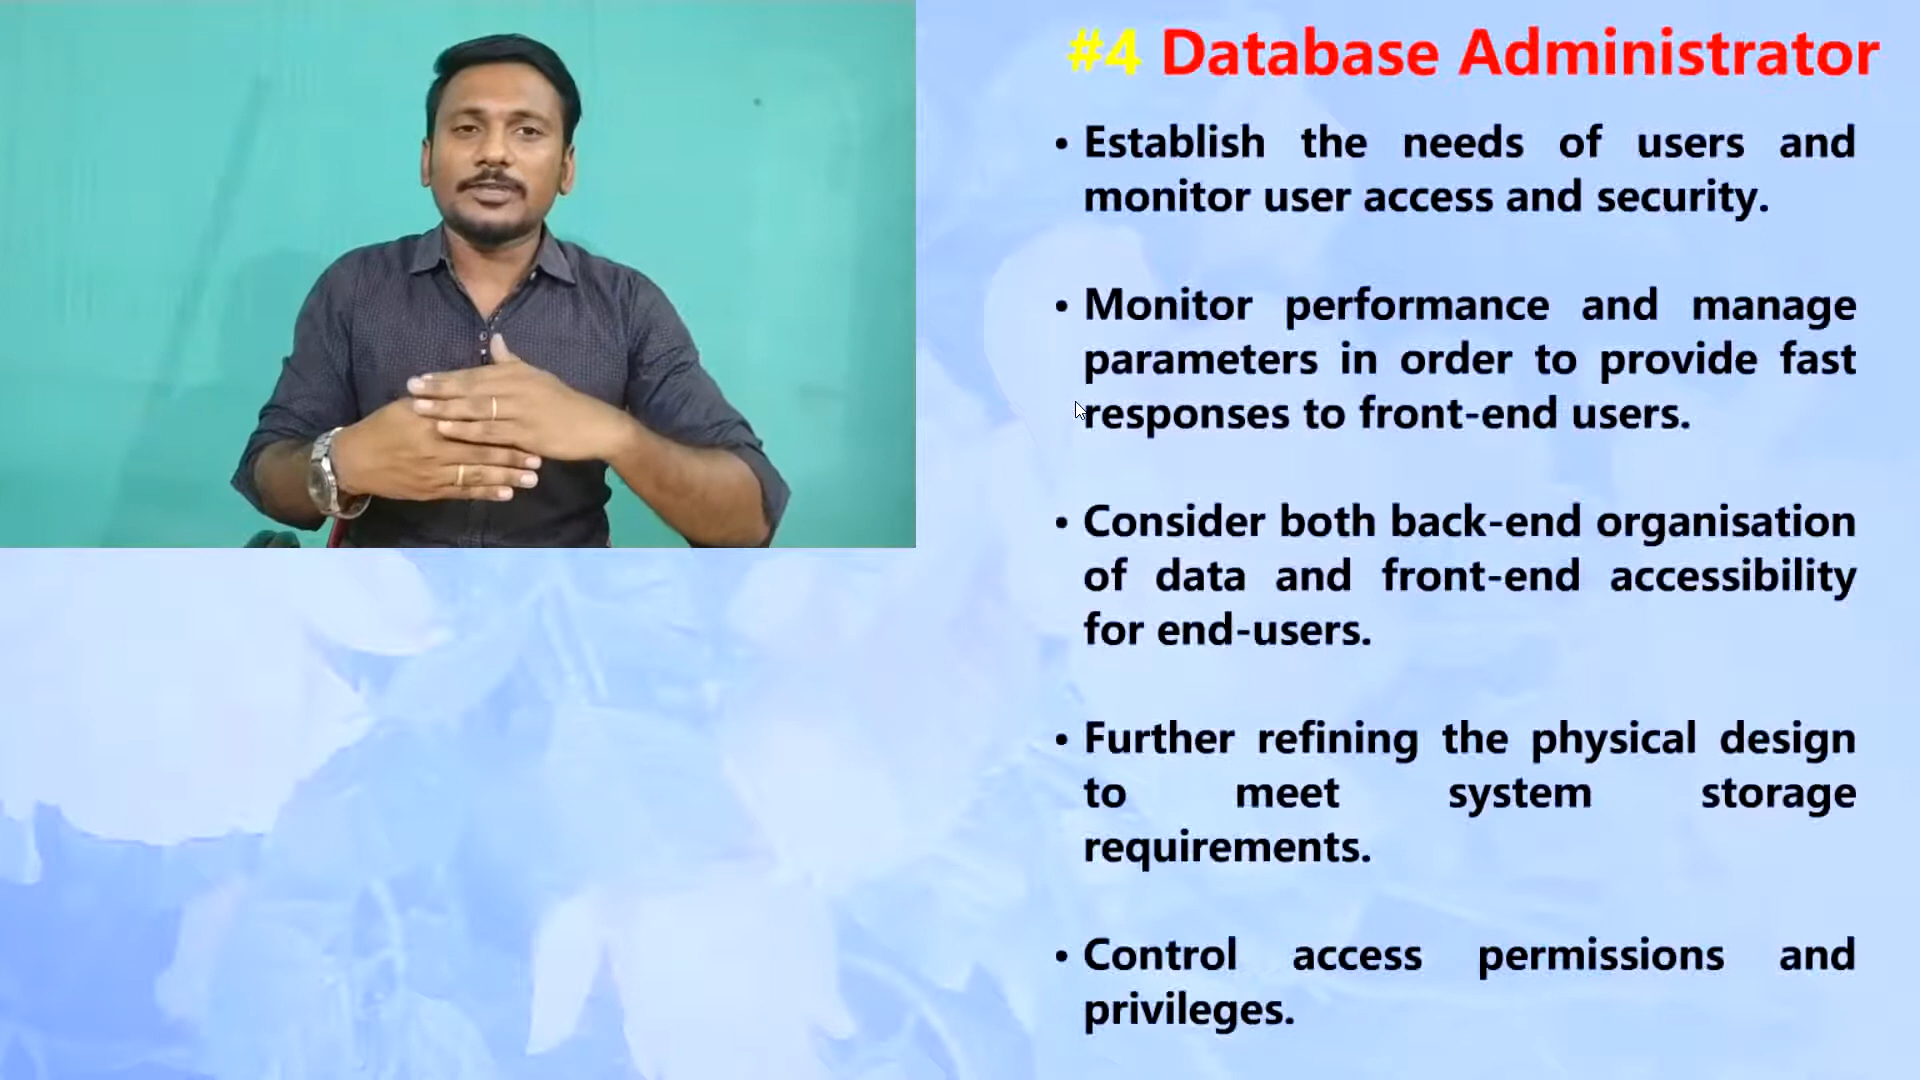 #4 Database Administrator
• Establish the needs of users and
monitor user access and security.
• Monitor performance and manage
parameters in order to provide fast
responses to front-end users.
• Consider both back-end organisation
of data and front-end accessibility
for end-users.
• Further refining the physical design
to meet system storage
requirements.
• Control access permissions and
privileges.